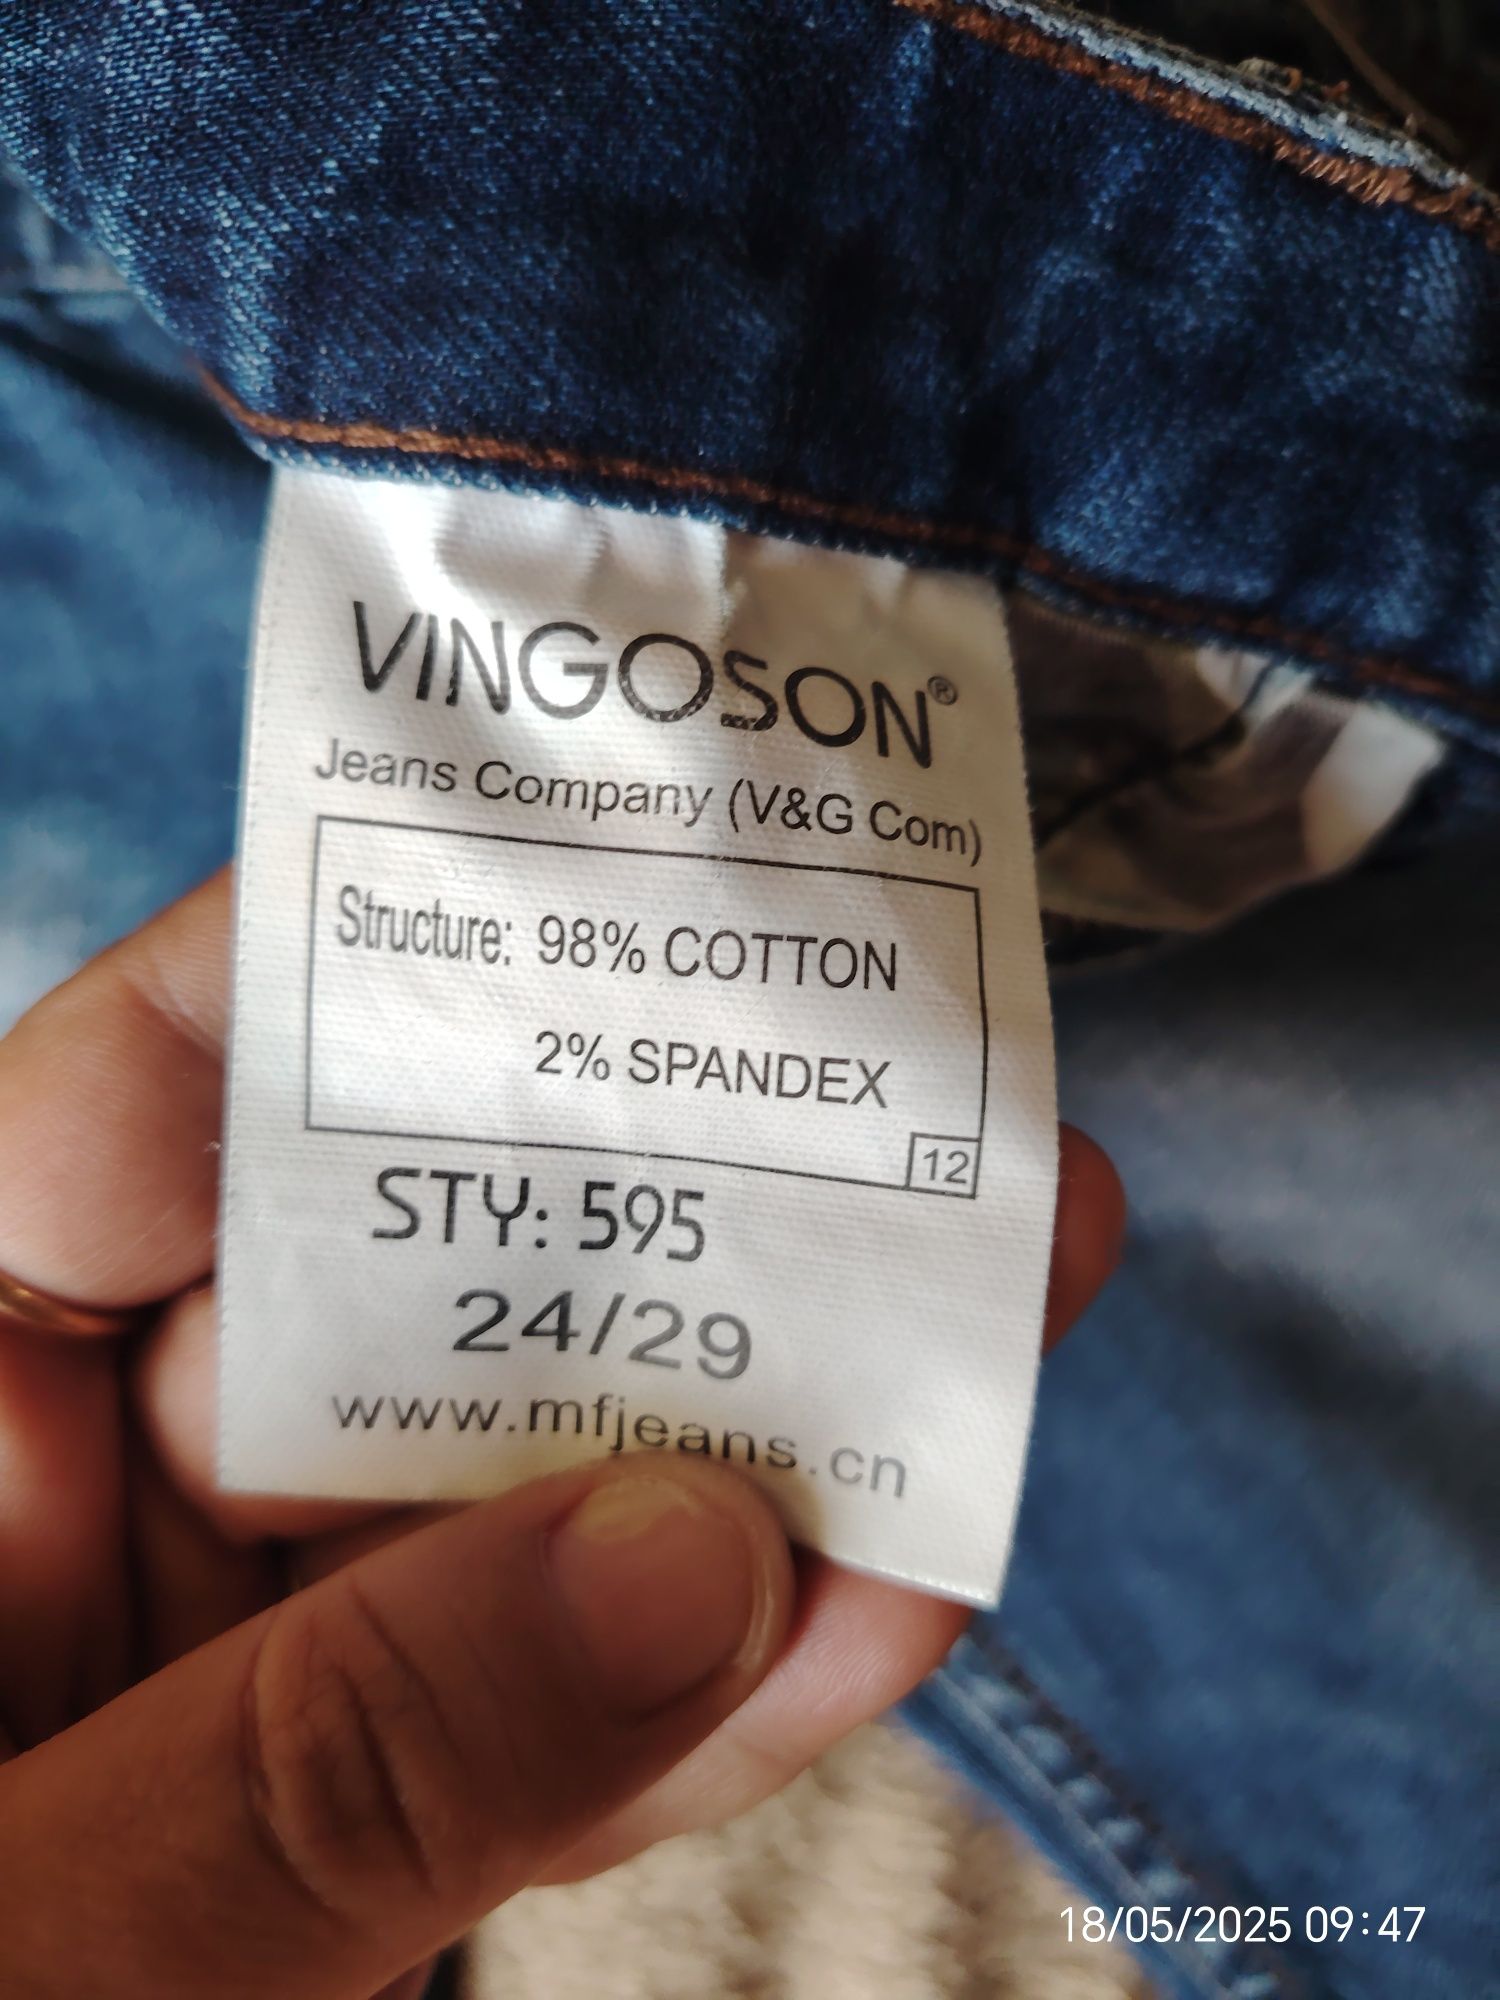 VINGOSON®
Jeans Company (V&G Com)
Structure: 98% COTTON
2% SPANDEX
12
STY: 595
24/29
www.mfjeans.cn
18/05/2025 09:47